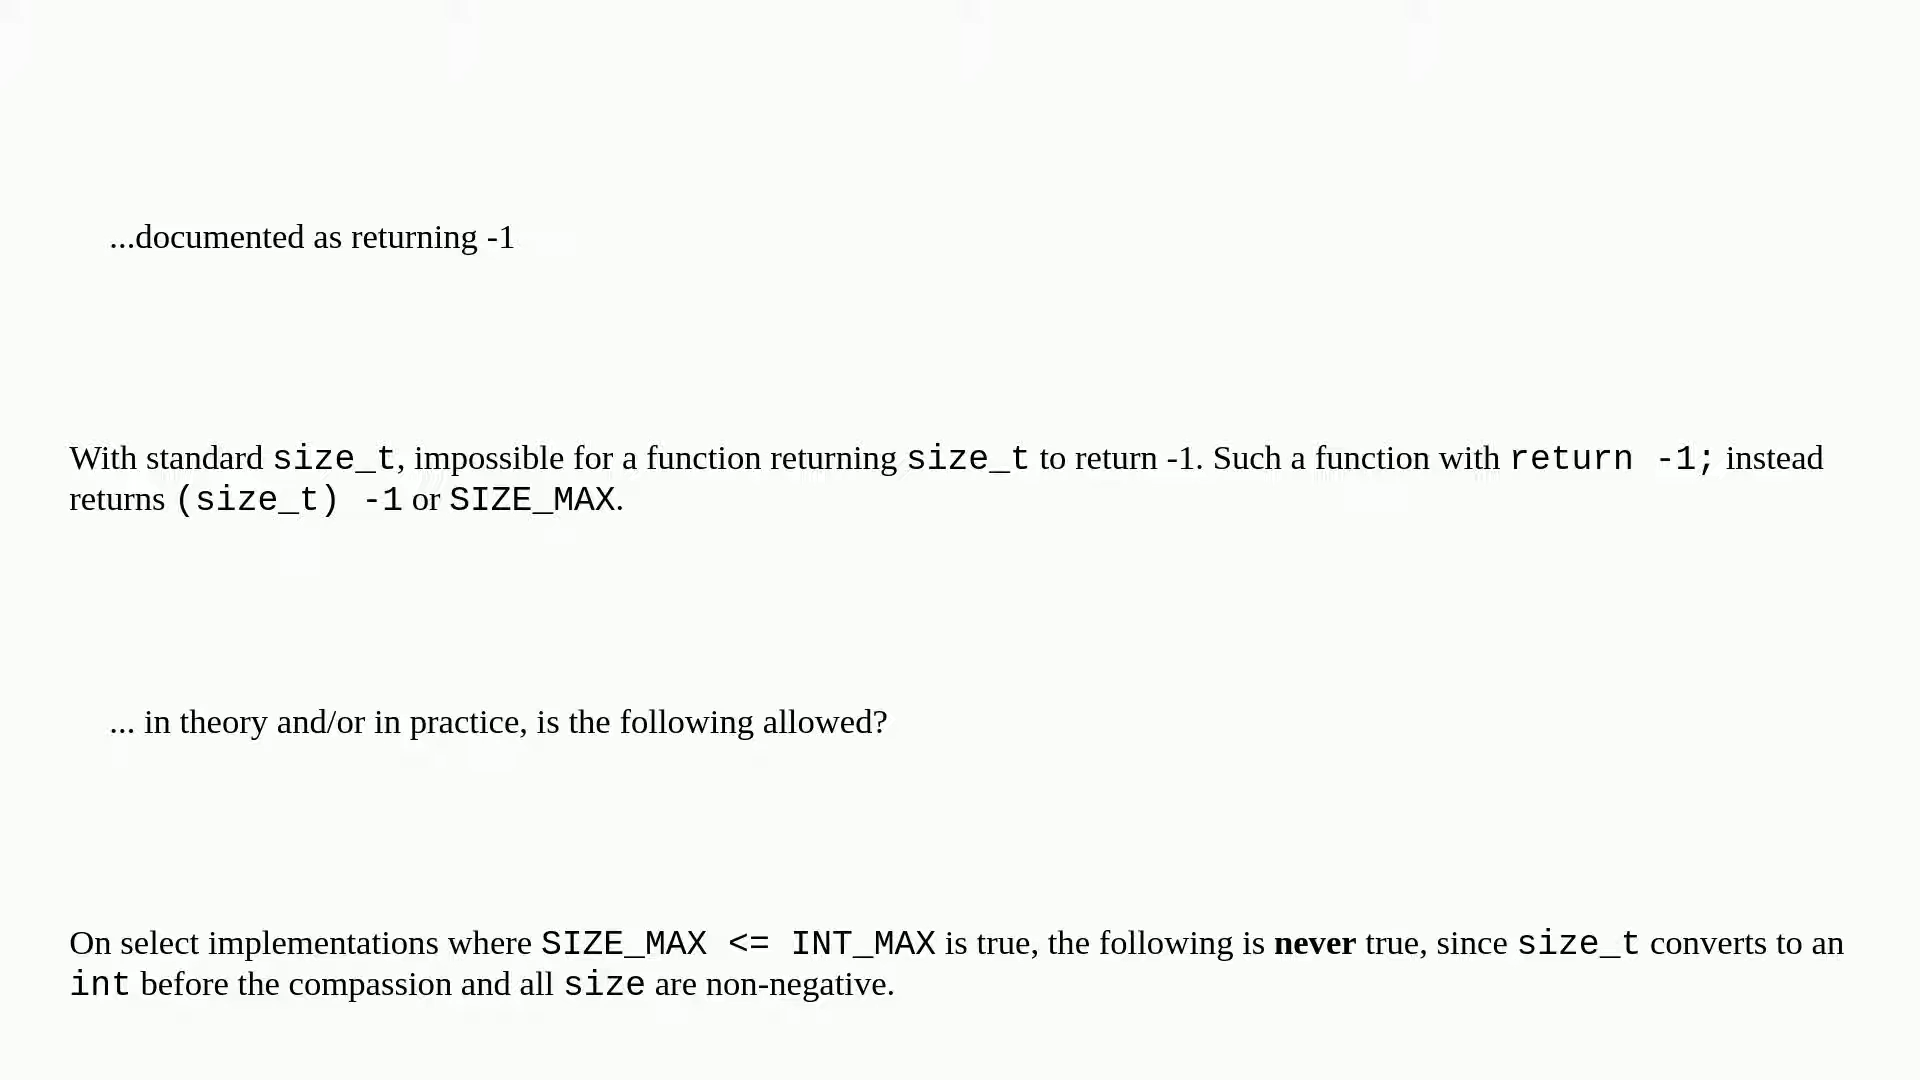 ...documented as returning -1
With standard size_t, impossible for a function returning size_t to return -1. Such a function with return -1; instead
returns (size_t) -1 or SIZE_MAX.
... in theory and/or in practice, is the following allowed?
On select implementations where SIZE_MAX <= INT_MAX is true, the following is never true, since size_t converts to an
int before the compassion and all size are non-negative.